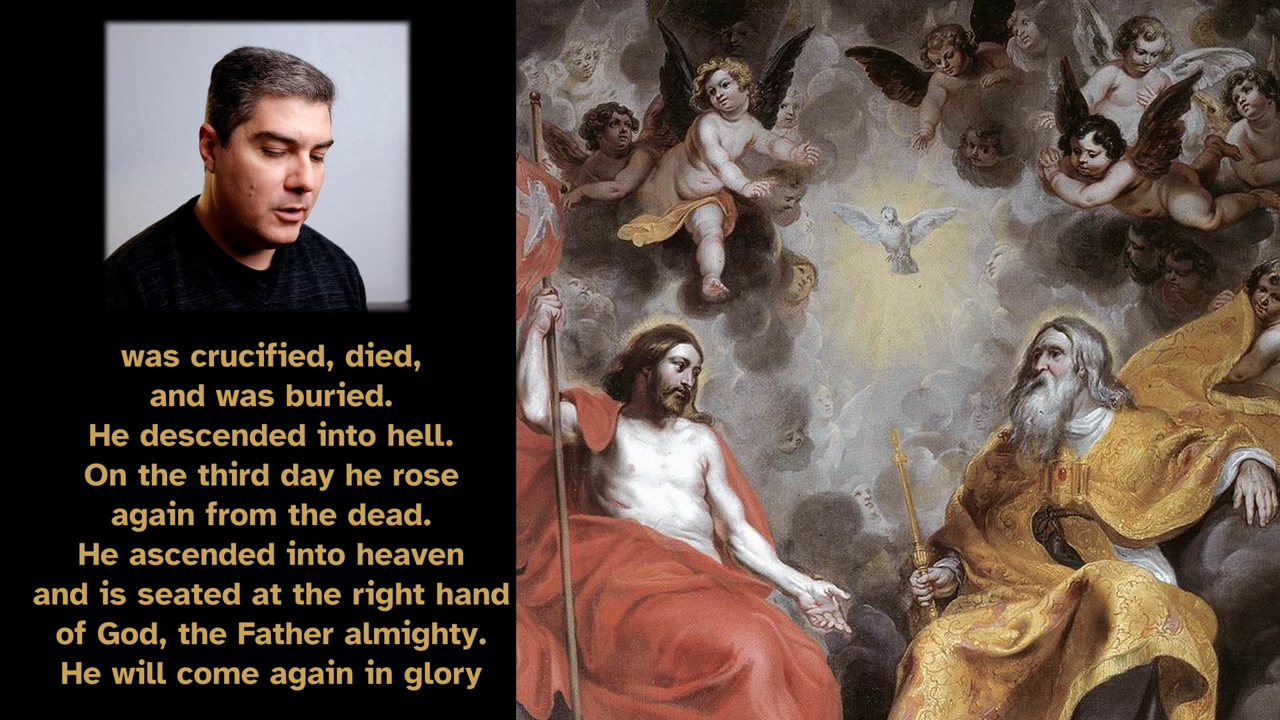 was crucified, died,
and was buried.
He descended into hell.
On the third day he rose
again from the dead.
He ascended into heaven
and is seated at the right hand
of God, the Father almighty.
He will come again in glory